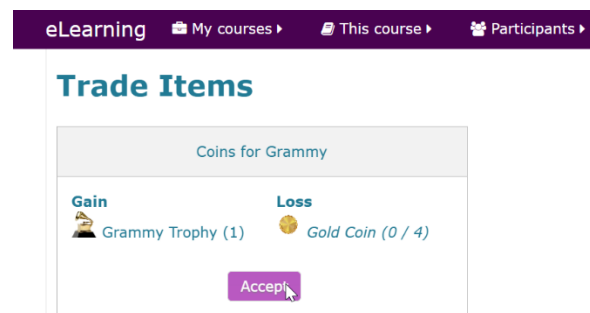 eLearning My courses This course Participants
Trade Items
Coins for Grammy
Gain Loss
Grammy Trophy (1) Gold Coin (0 / 4)
Accept